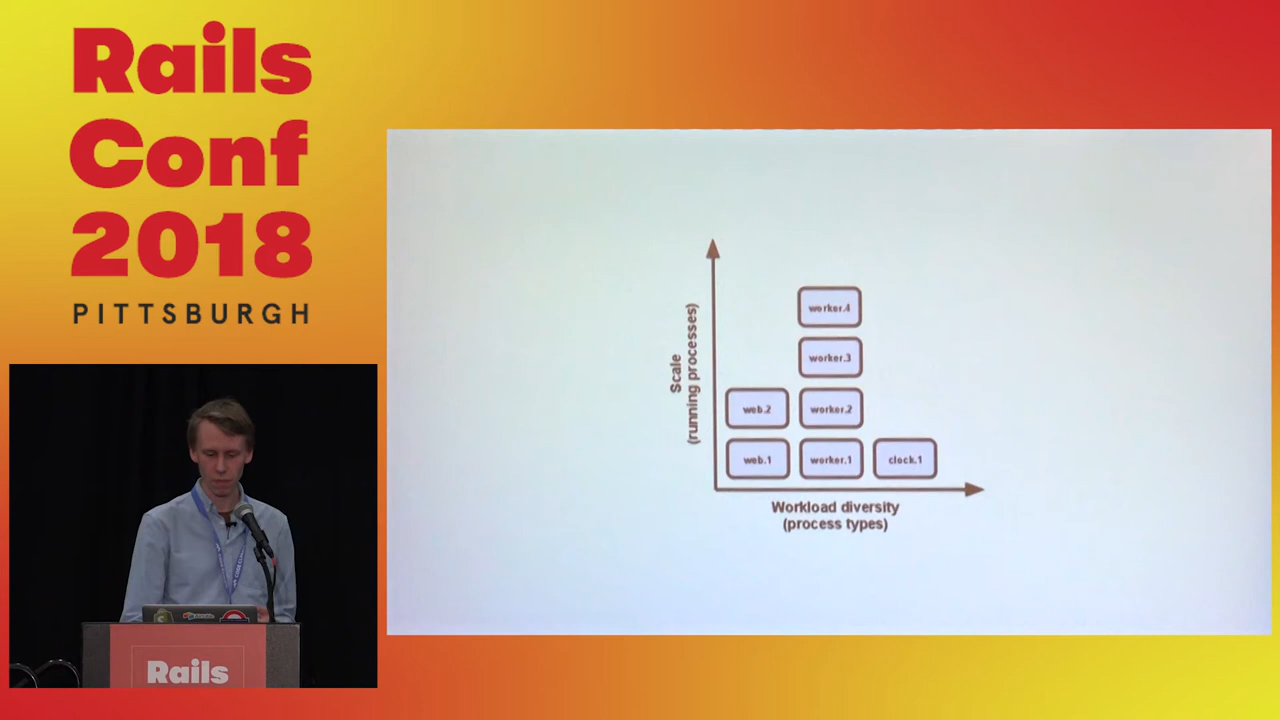 Rails
Conf
2018
PITTSBURGH
Scale
(running processes)
worker.4
worker.3
web.2
worker.2
web.1
worker.1
clock.1
Workload diversity
(process types)
Rails